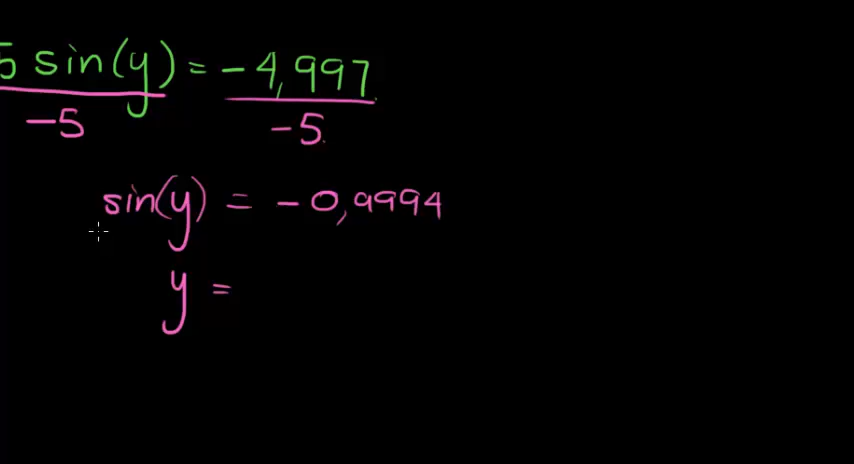 5 sin(y) = -4,997
-5 -5
sin(y) = -0,9994
y =